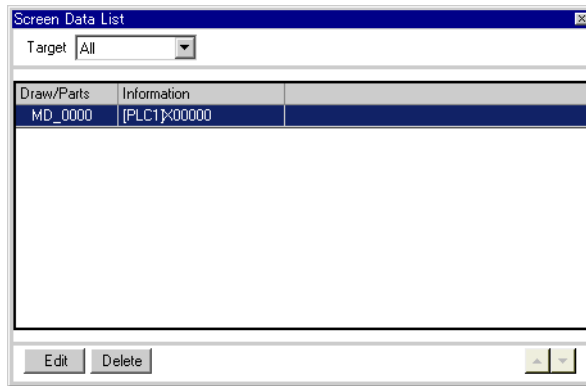 Screen Data List
Target All
Draw/Parts Information
MD_0000 [PLC1]X00000
Edit Delete